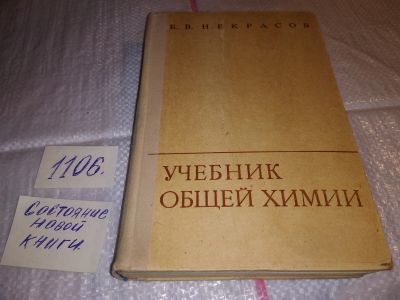 Б. В. НЕКРАСОВ
УЧЕБНИК
ОБЩЕЙ ХИМИИ
1106.
Состояние
новой
книги.